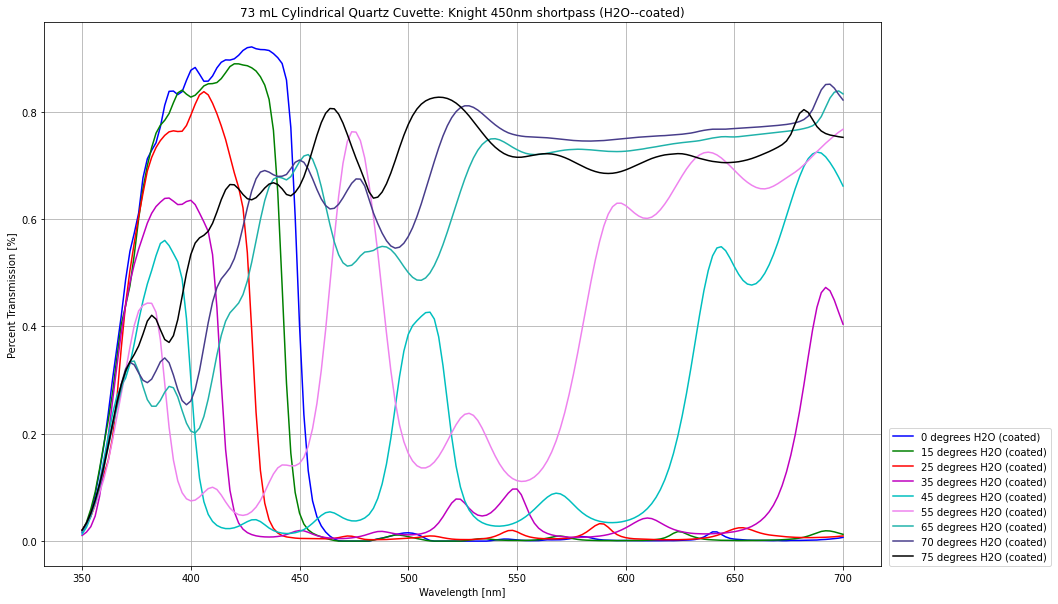 73 mL Cylindrical Quartz Cuvette: Knight 450nm shortpass (H2O--coated)
Percent Transmission [%]
0.8
0.6
0.4
0.2
0.0
350 400 450 500 550 600 650 700
Wavelength [nm]
0 degrees H2O (coated)
15 degrees H2O (coated)
25 degrees H2O (coated)
35 degrees H2O (coated)
45 degrees H2O (coated)
55 degrees H2O (coated)
65 degrees H2O (coated)
70 degrees H2O (coated)
75 degrees H2O (coated)